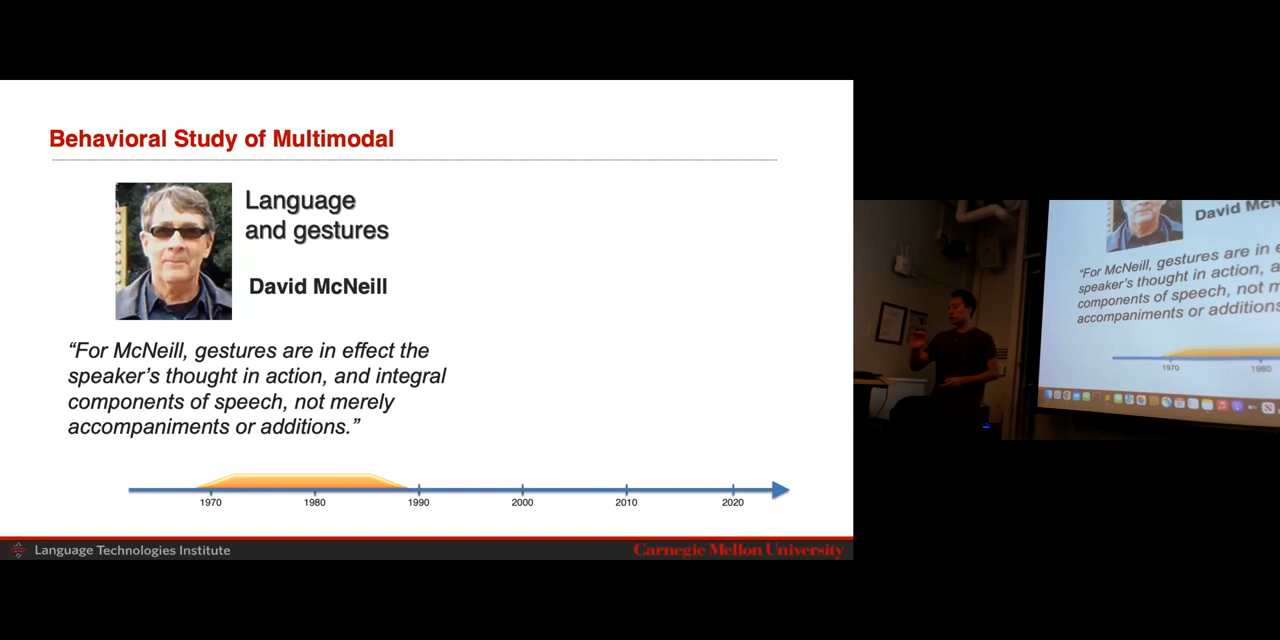 Behavioral Study of Multimodal
Language
and gestures
David McNeill
“For McNeill, gestures are in effect the
speaker’s thought in action, and integral
components of speech, not merely
accompaniments or additions.”
1970
1980
1990
2000
2010
2020
Language Technologies Institute
Carnegie Mellon University
David McN
“For McNeill, gestures are in e
speaker’s thought in action, a
components of speech, not m
accompaniments or additions
1970
1980